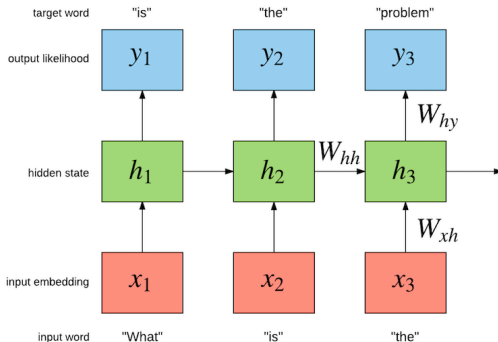 target word "is" "the" "problem"
output likelihood y1 y2 y3
Why
hidden state h1 h2 Whh h3
Wxh
input embedding x1 x2 x3
input word "What" "is" "the"